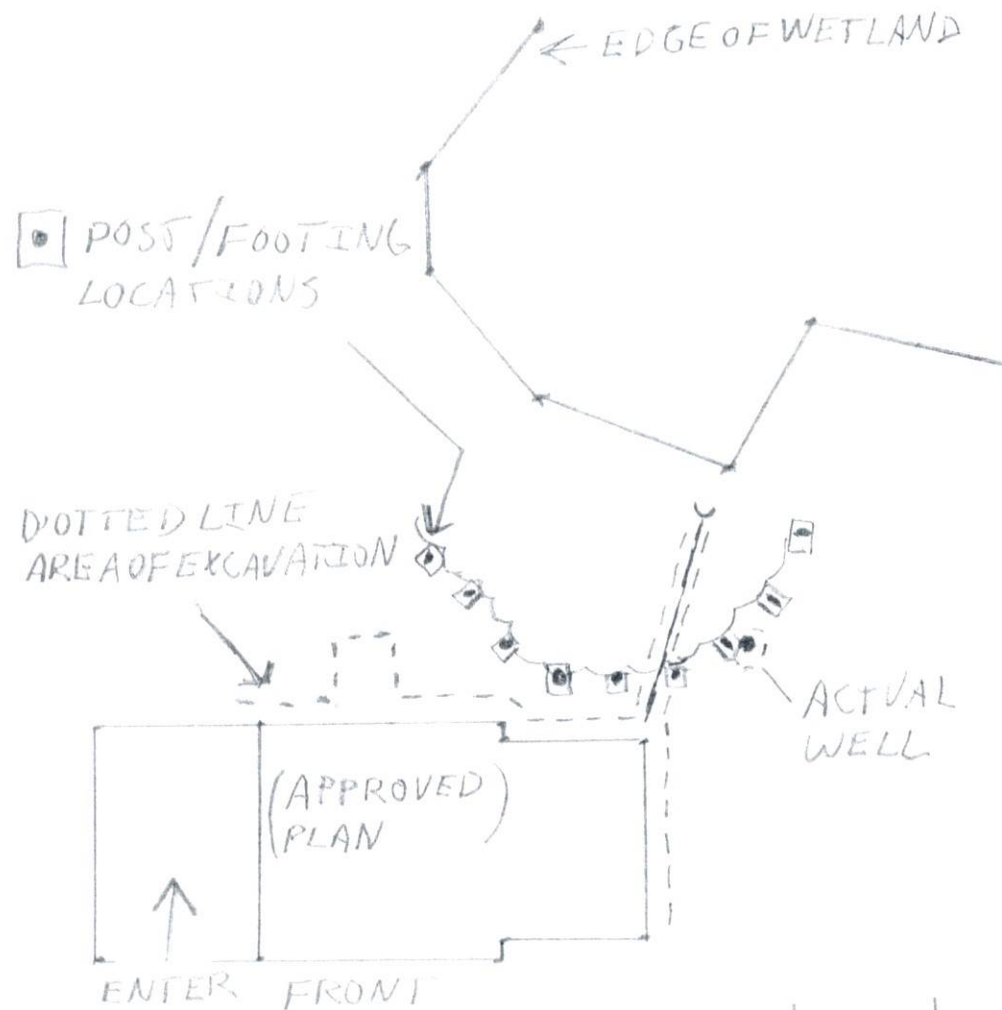 EDGE OF WETLAND
POST/FOOTING
LOCATIONS
DOTTED LINE
AREA OF EXCAVATION
ACTUAL
WELL
(APPROVED)
PLAN
ENTER FRONT